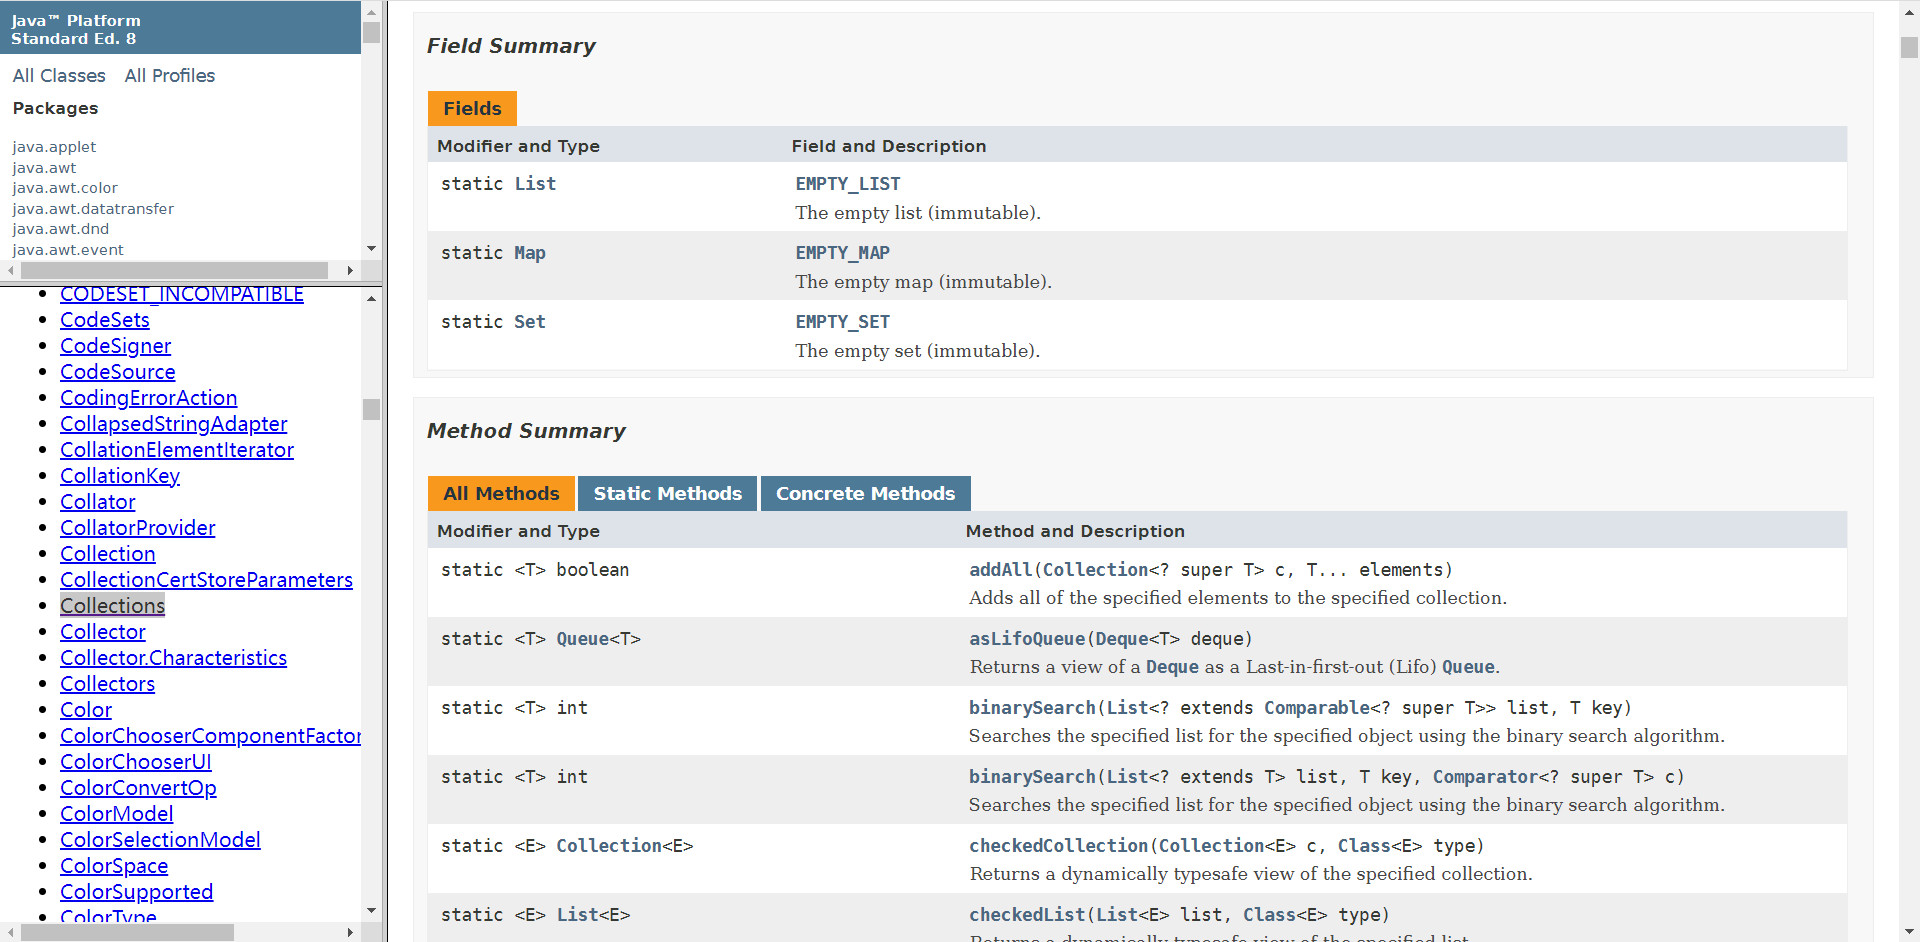 Java™ Platform
Standard Ed. 8
All Classes All Profiles
Packages
java.applet
java.awt
java.awt.color
java.awt.datatransfer
java.awt.dnd
java.awt.event
CODESET_INCOMPATIBLE
CodeSets
CodeSigner
CodeSource
CodingErrorAction
CollapsedStringAdapter
CollationElementIterator
CollationKey
Collator
CollatorProvider
Collection
CollectionCertStoreParameters
Collections
Collector
Collector.Characteristics
Collectors
Color
ColorChooserComponentFactor
ColorChooserUI
ColorConvertOp
ColorModel
ColorSelectionModel
ColorSpace
ColorSupported
ColorType
Field Summary
Fields
Modifier and Type Field and Description
static List EMPTY_LIST
The empty list (immutable).
static Map EMPTY_MAP
The empty map (immutable).
static Set EMPTY_SET
The empty set (immutable).
Method Summary
All Methods Static Methods Concrete Methods
Modifier and Type Method and Description
static <T> boolean addAll(Collection<? super T> c, T... elements)
Adds all of the specified elements to the specified collection.
static <T> Queue<T> asLifoQueue(Deque<T> deque)
Returns a view of a Deque as a Last-in-first-out (Lifo) Queue.
static <T> int binarySearch(List<? extends Comparable<? super T>> list, T key)
Searches the specified list for the specified object using the binary search algorithm.
static <T> int binarySearch(List<? extends T> list, T key, Comparator<? super T> c)
Searches the specified list for the specified object using the binary search algorithm.
static <E> Collection<E> checkedCollection(Collection<E> c, Class<E> type)
Returns a dynamically typesafe view of the specified collection.
static <E> List<E> checkedList(List<E> list, Class<E> type)
Returns a dynamically typesafe view of the specified list.